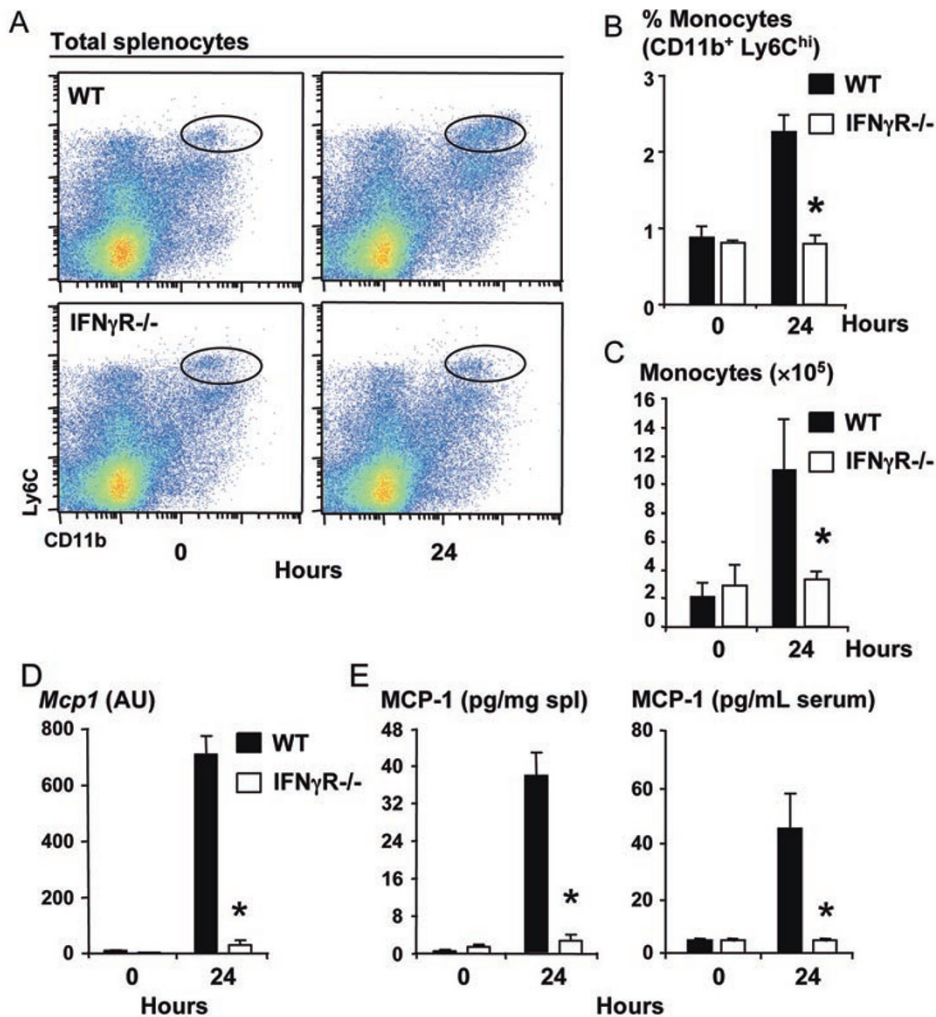 A
Total splenocytes
WT
IFNγR-/-
Ly6C
CD11b
0
24
Hours
B
% Monocytes
(CD11b⁺ Ly6Cʰⁱ)
3
2
1
0
WT
IFNγR-/-
*
0
24
Hours
C
Monocytes (×10⁵)
16
14
12
10
8
6
4
2
0
WT
IFNγR-/-
*
0
24
Hours
D
Mcp1 (AU)
800
600
400
200
0
WT
IFNγR-/-
*
0
24
Hours
E
MCP-1 (pg/mg spl)
48
40
32
24
16
8
0
*
0
24
MCP-1 (pg/mL serum)
80
60
40
20
0
*
0
24
Hours